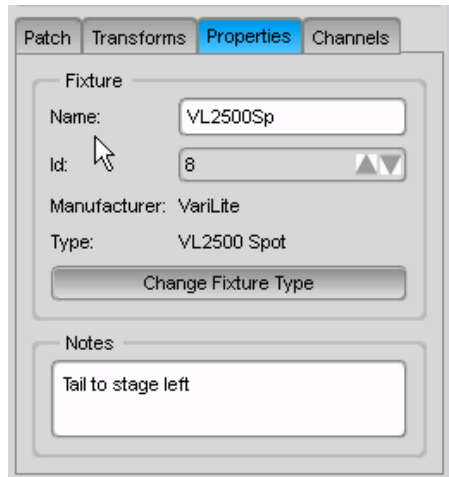 Patch Transforms Properties Channels
Fixture
Name: VL2500Sp
Id: 8
Manufacturer: VariLite
Type: VL2500 Spot
Change Fixture Type
Notes
Tail to stage left